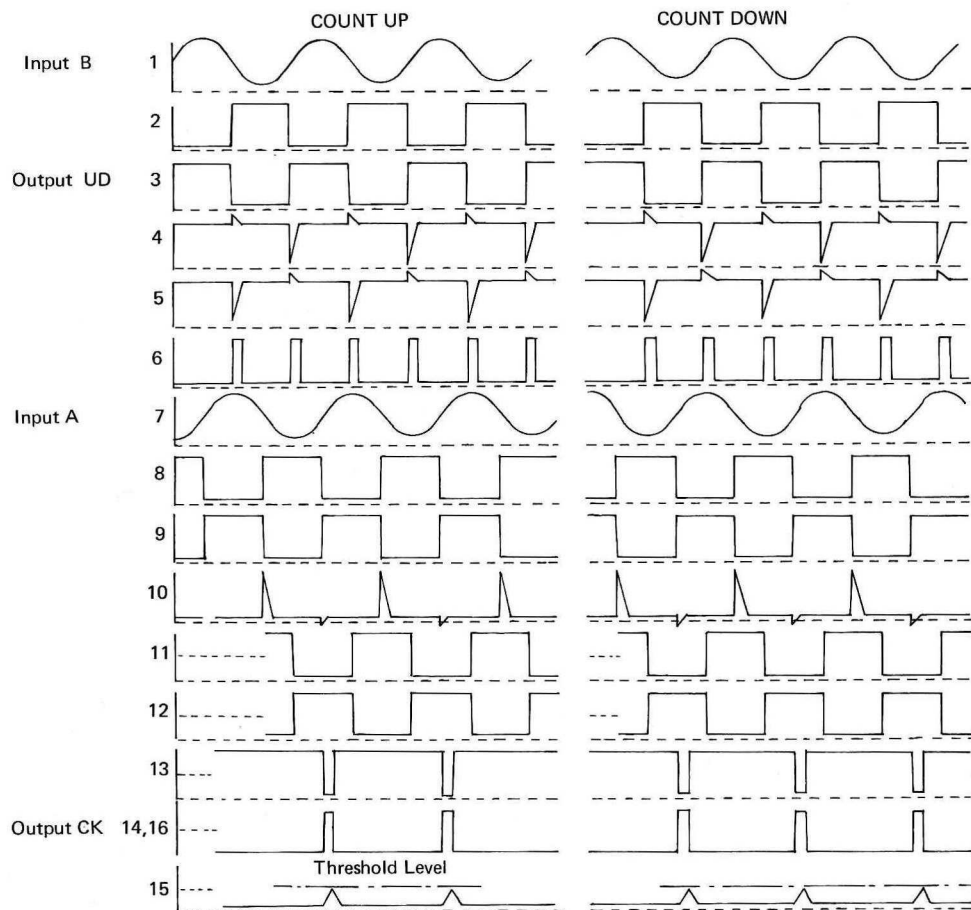 COUNT UP COUNT DOWN
Input B 1
2
Output UD 3
4
5
6
Input A 7
8
9
10
11
12
13
Output CK 14,16
Threshold Level
15